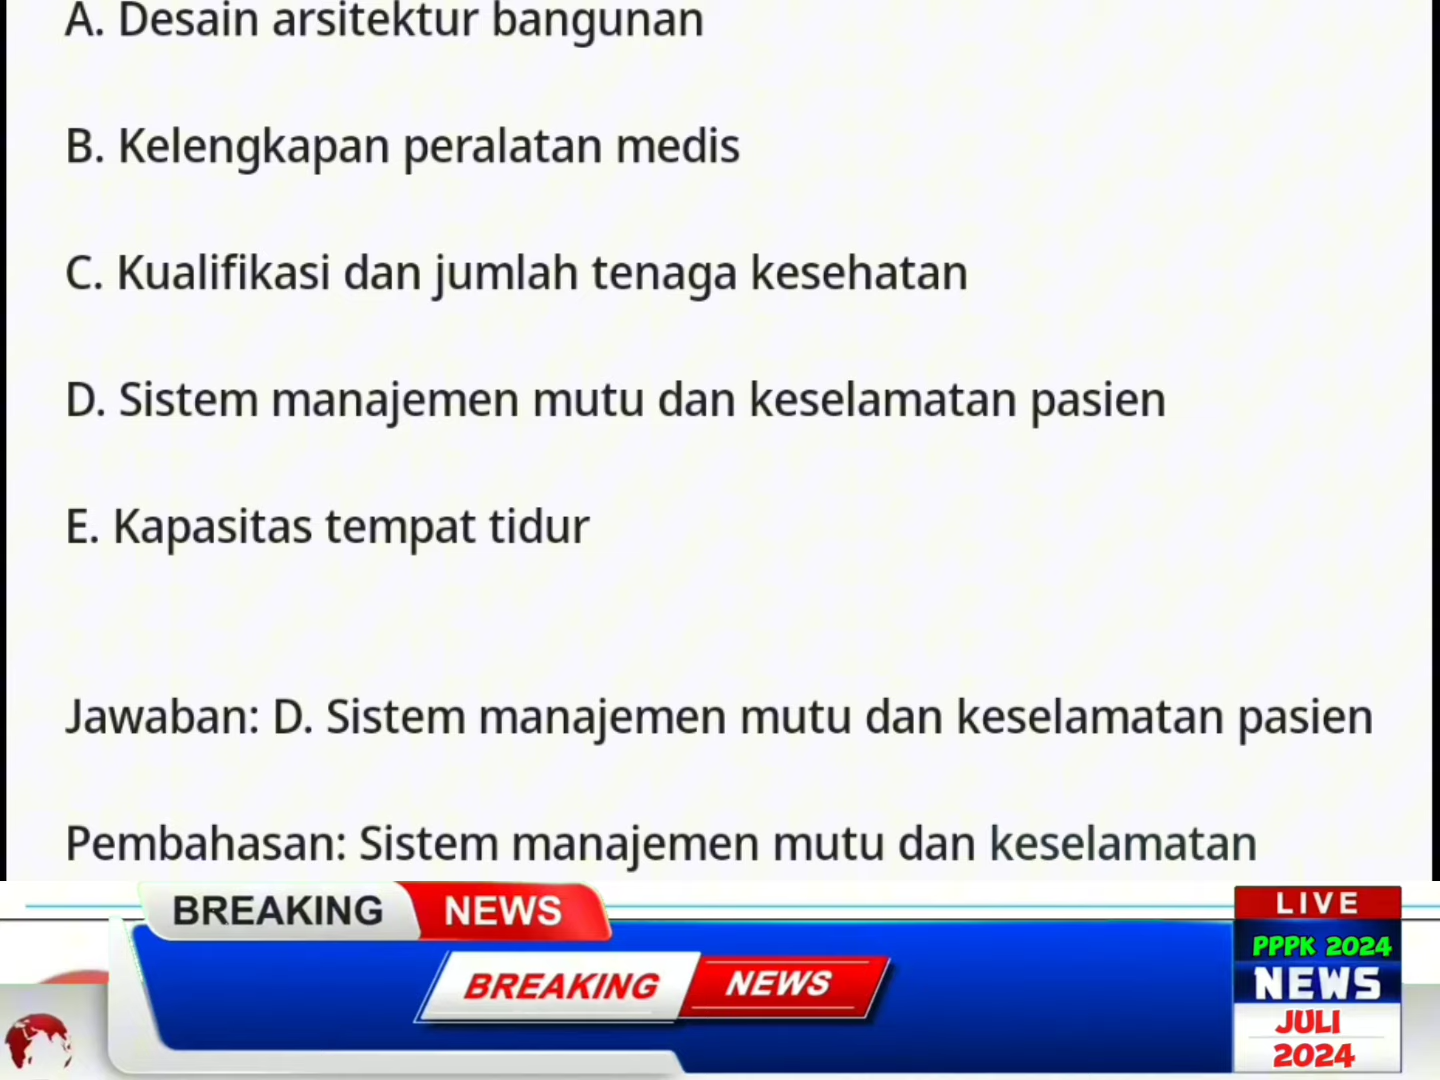 A. Desain arsitektur bangunan
B. Kelengkapan peralatan medis
C. Kualifikasi dan jumlah tenaga kesehatan
D. Sistem manajemen mutu dan keselamatan pasien
E. Kapasitas tempat tidur
Jawaban: D. Sistem manajemen mutu dan keselamatan pasien
Pembahasan: Sistem manajemen mutu dan keselamatan
BREAKING NEWS
BREAKING NEWS
LIVE
PPPK 2024
NEWS
JULI
2024